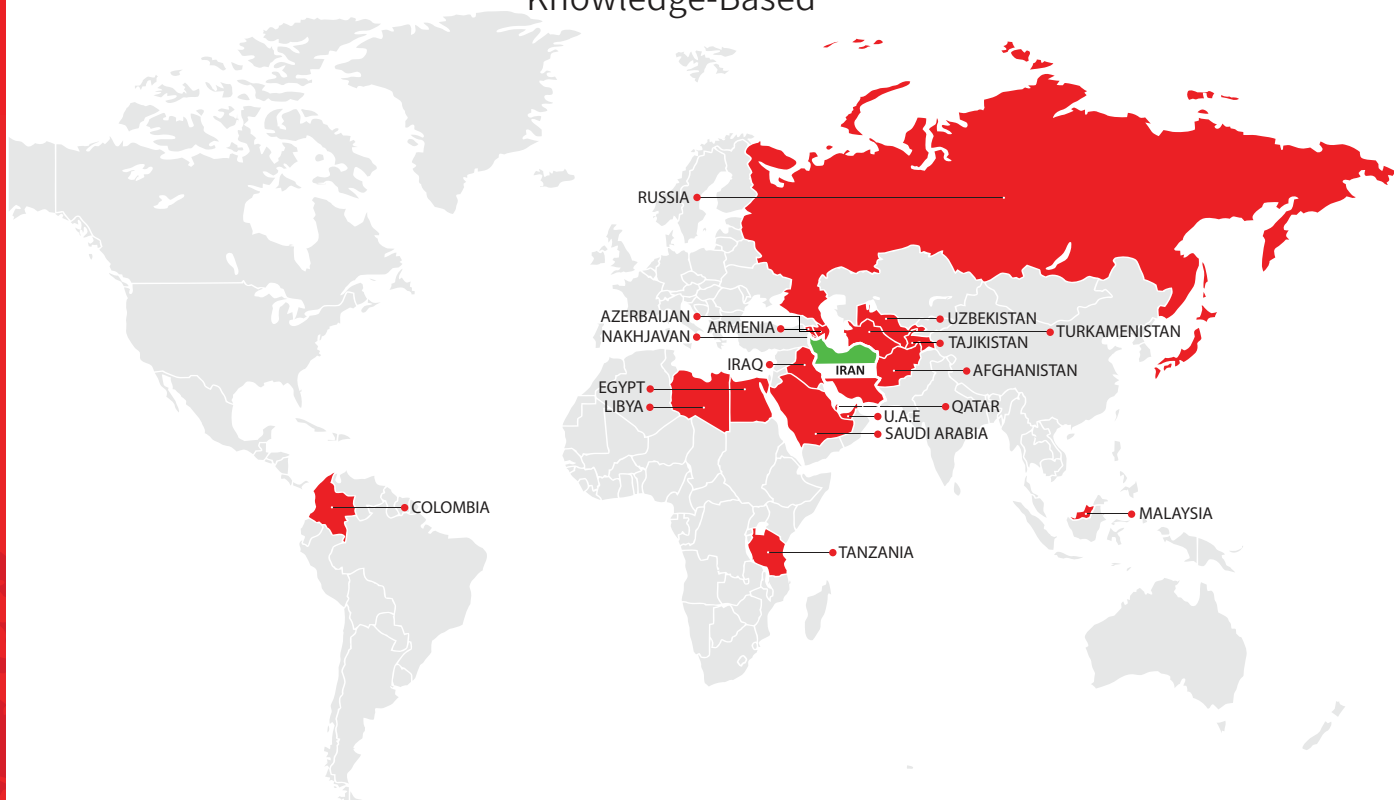 Knowledge-Based
RUSSIA
AZERBAIJAN
ARMENIA
NAKHJAVAN
UZBEKISTAN
TURKAMENISTAN
TAJIKISTAN
IRAQ
IRAN
AFGHANISTAN
EGYPT
LIBYA
QATAR
U.A.E
SAUDI ARABIA
COLOMBIA
MALAYSIA
TANZANIA